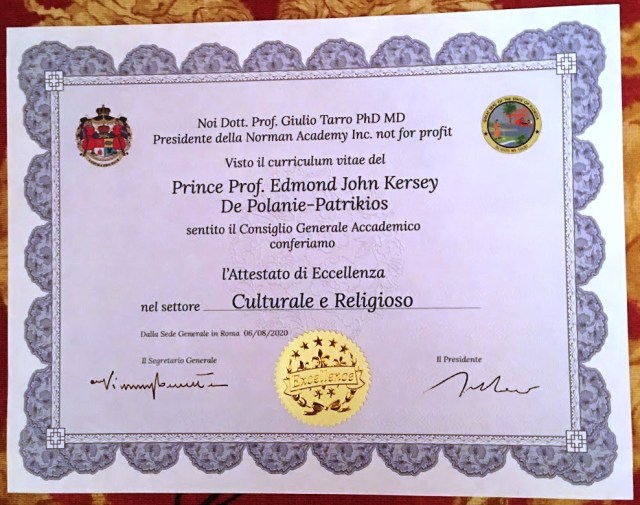 Noi Dott. Prof. Giulio Tarro PhD MD
Presidente della Norman Academy Inc. not for profit
Visto il curriculum vitae del
Prince Prof. Edmond John Kersey
De Polanie-Patrikios
sentito il Consiglio Generale Accademico
conferiamo
l'Attestato di Eccellenza
nel settore Culturale e Religioso
Dalla Sede Generale in Roma 06/08/2020
Il Segretario Generale
Il Presidente
Excellence